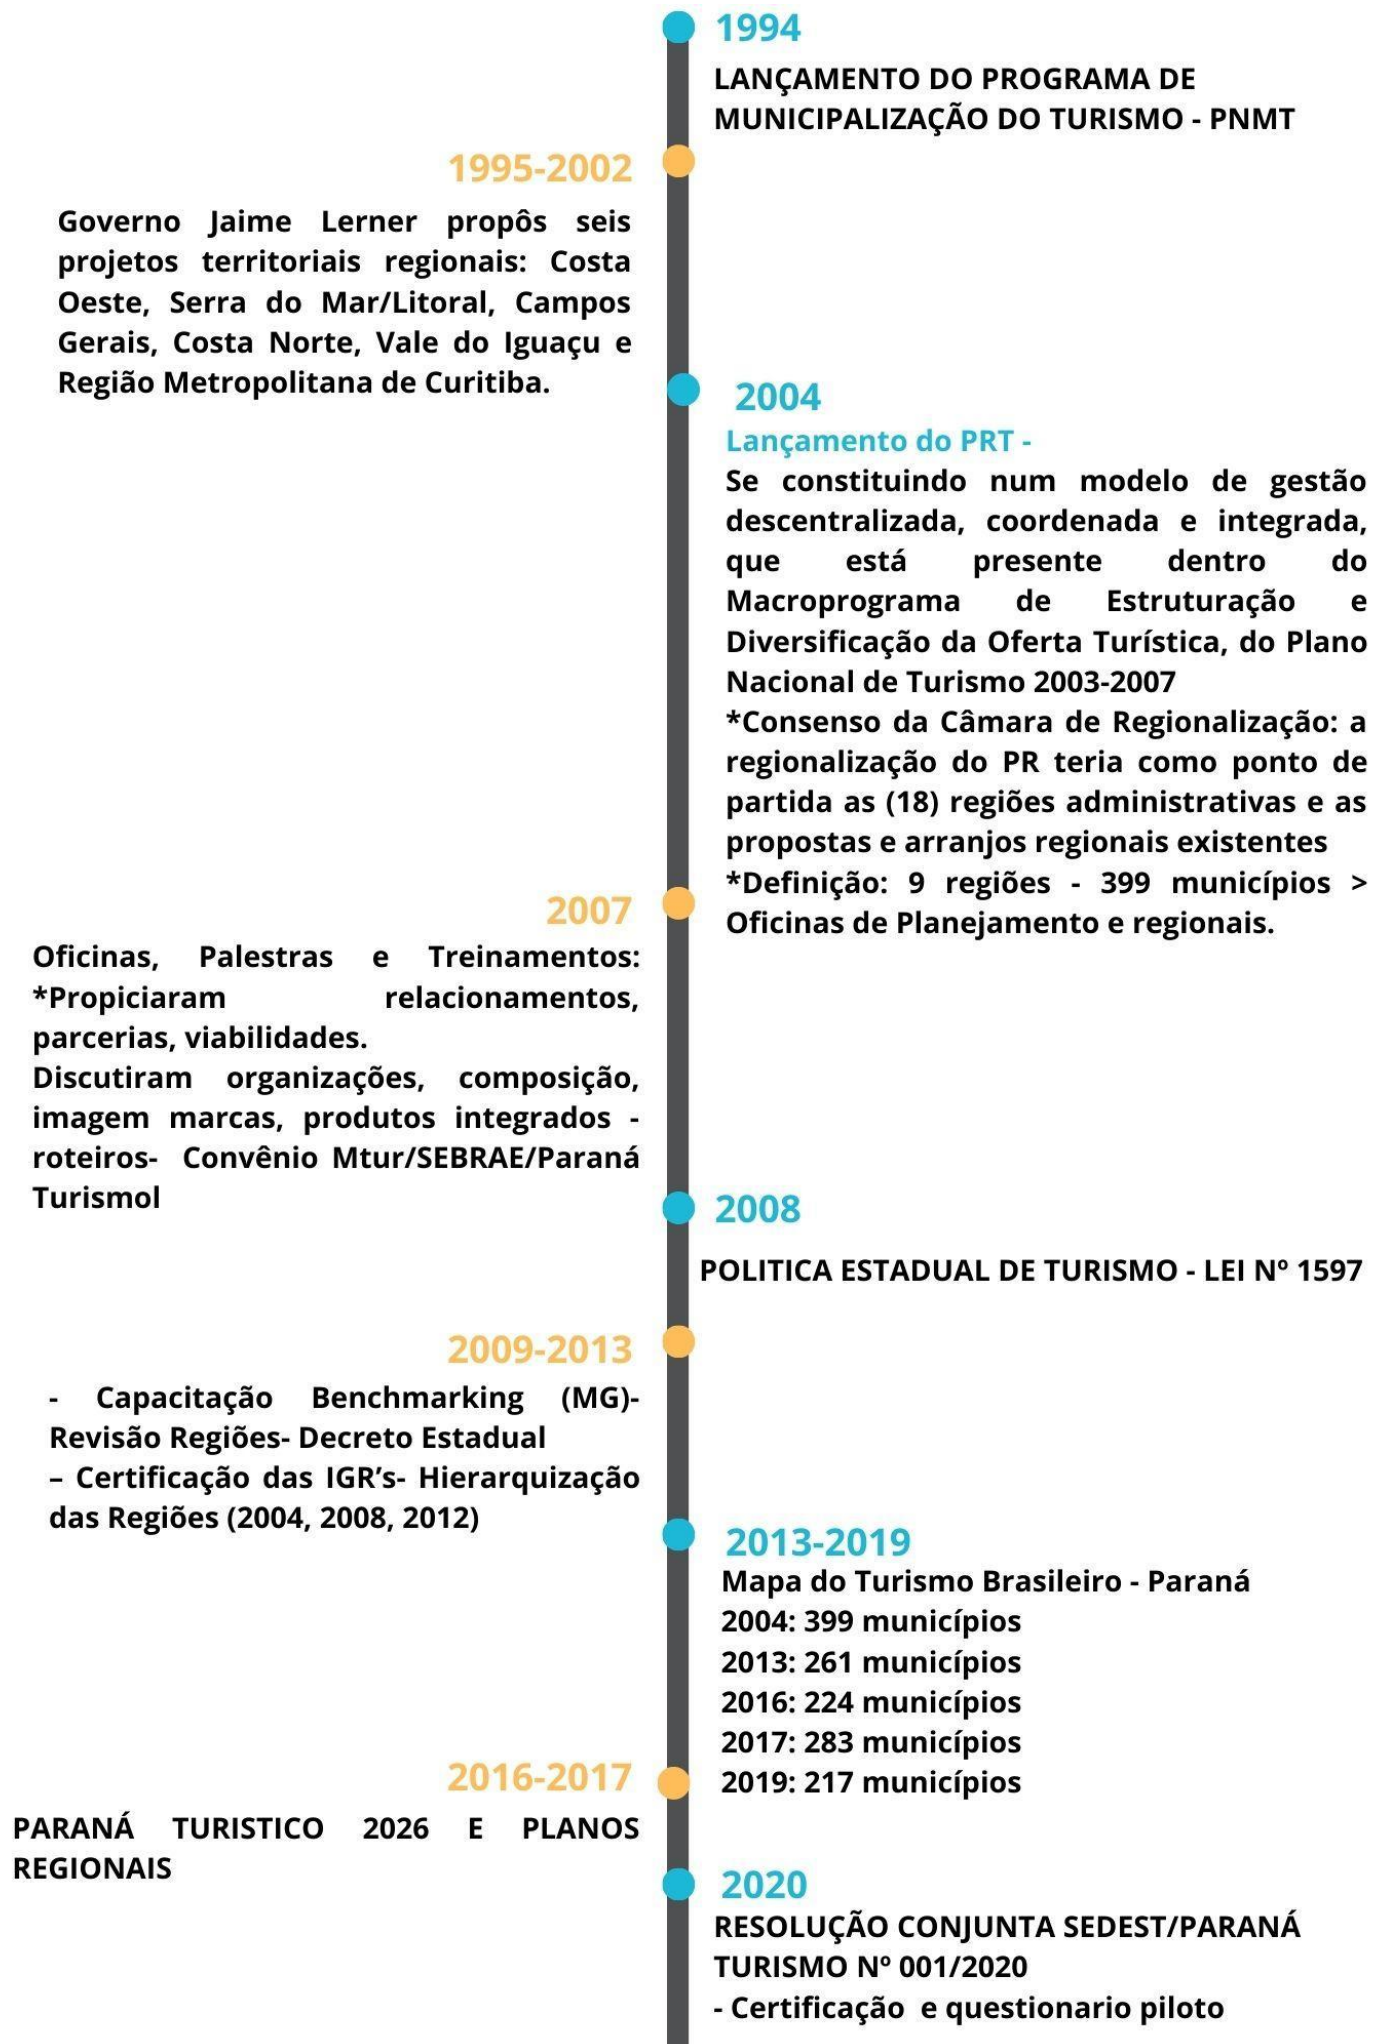 1994
LANÇAMENTO DO PROGRAMA DE
MUNICIPALIZAÇÃO DO TURISMO - PNMT
1995-2002
Governo Jaime Lerner propôs seis
projetos territoriais regionais: Costa
Oeste, Serra do Mar/Litoral, Campos
Gerais, Costa Norte, Vale do Iguaçu e
Região Metropolitana de Curitiba.
2004
Lançamento do PRT -
Se constituindo num modelo de gestão
descentralizada, coordenada e integrada,
que está presente dentro do
Macroprograma de Estruturação e
Diversificação da Oferta Turística, do Plano
Nacional de Turismo 2003-2007
*Consenso da Câmara de Regionalização: a
regionalização do PR teria como ponto de
partida as (18) regiões administrativas e as
propostas e arranjos regionais existentes
*Definição: 9 regiões - 399 municípios >
Oficinas de Planejamento e regionais.
2007
Oficinas, Palestras e Treinamentos:
*Propiciaram relacionamentos,
parcerias, viabilidades.
Discutiram organizações, composição,
imagem marcas, produtos integrados -
roteiros- Convênio Mtur/SEBRAE/Paraná
Turismol
2008
POLITICA ESTADUAL DE TURISMO - LEI Nº 1597
2009-2013
- Capacitação Benchmarking (MG)-
Revisão Regiões- Decreto Estadual
– Certificação das IGR’s- Hierarquização
das Regiões (2004, 2008, 2012)
2013-2019
Mapa do Turismo Brasileiro - Paraná
2004: 399 municípios
2013: 261 municípios
2016: 224 municípios
2017: 283 municípios
2019: 217 municípios
2016-2017
PARANÁ TURISTICO 2026 E PLANOS
REGIONAIS
2020
RESOLUÇÃO CONJUNTA SEDEST/PARANÁ
TURISMO Nº 001/2020
- Certificação e questionario piloto